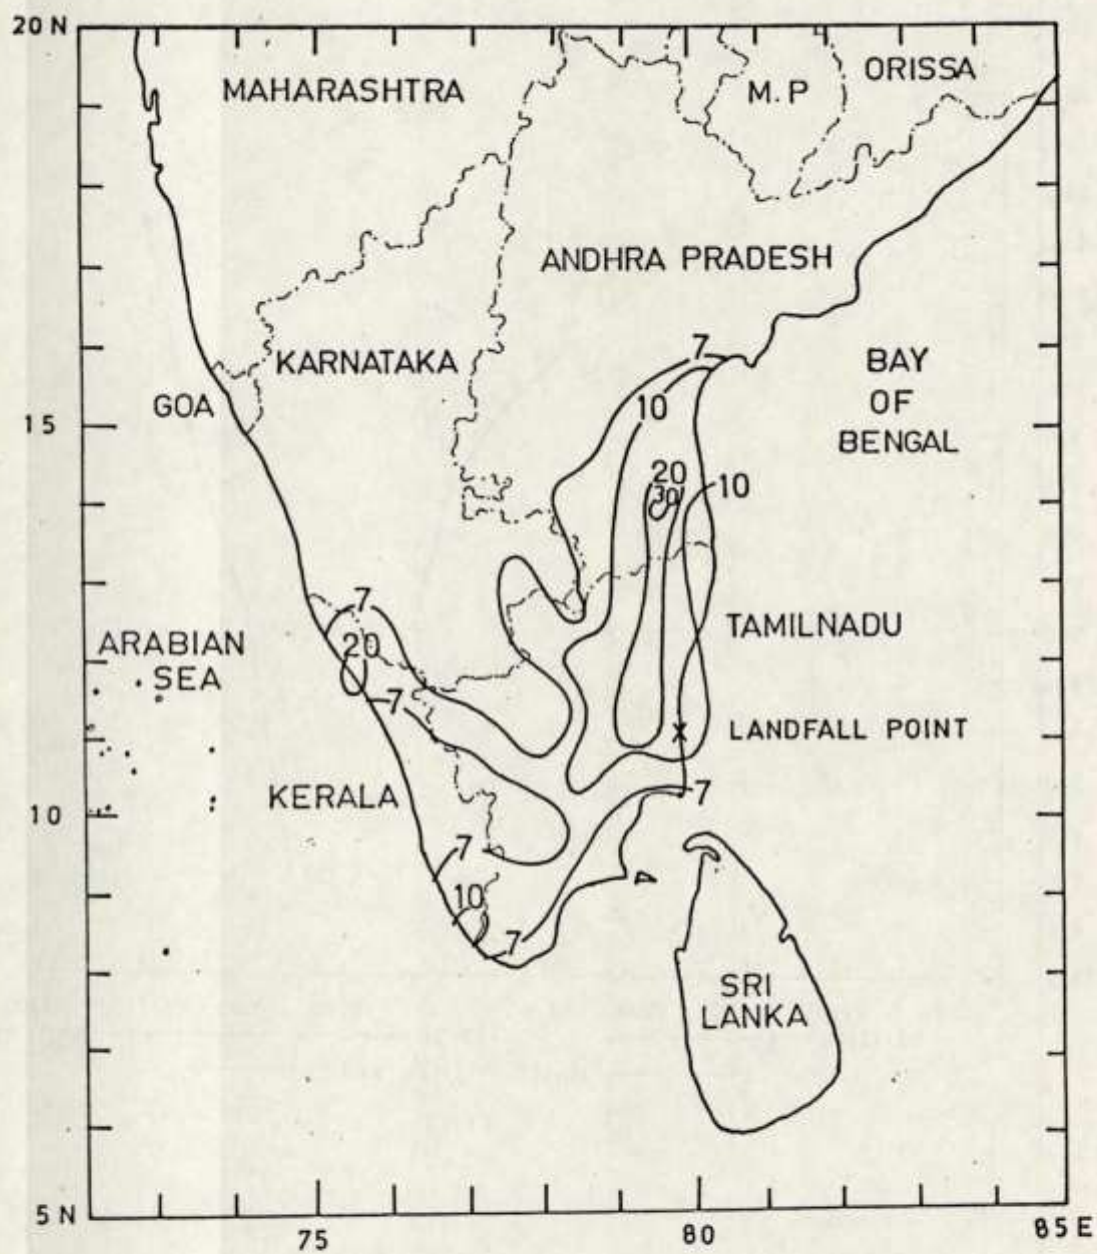 20 N
MAHARASHTRA
M.P
ORISSA
ANDHRA PRADESH
KARNATAKA
7
BAY
OF
BENGAL
GOA
10
15
20
30
10
7
TAMILNADU
ARABIAN
SEA
20
7
LANDFALL POINT
KERALA
7
10
7
10
7
SRI
LANKA
5 N
75
80
85 E